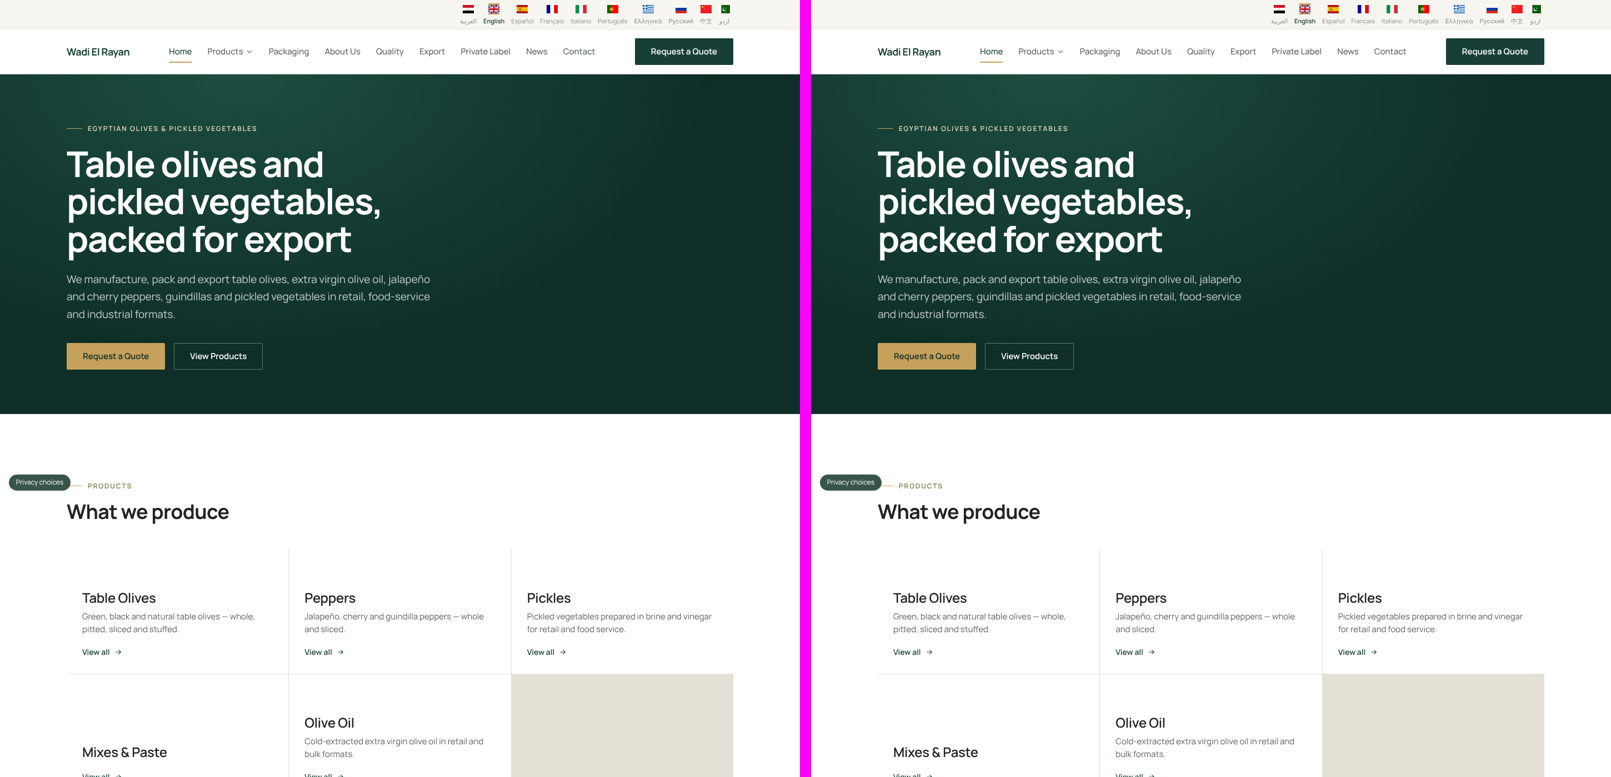 العربية English Español Français Italiano Português Ελληνικά Русский 中文 اردو
Wadi El Rayan Home Products Packaging About Us Quality Export Private Label News Contact Request a Quote
EGYPTIAN OLIVES & PICKLED VEGETABLES
Table olives and
pickled vegetables,
packed for export
We manufacture, pack and export table olives, extra virgin olive oil, jalapeño
and cherry peppers, guindillas and pickled vegetables in retail, food-service
and industrial formats.
Request a Quote View Products
Privacy choices
PRODUCTS
What we produce
Table Olives
Green, black and natural table olives — whole,
pitted, sliced and stuffed.
View all →
Peppers
Jalapeño, cherry and guindilla peppers — whole
and sliced.
View all →
Pickles
Pickled vegetables prepared in brine and vinegar
for retail and food service.
View all →
Mixes & Paste
View all →
Olive Oil
Cold-extracted extra virgin olive oil in retail and
bulk formats.
View all →
العربية English Español Français Italiano Português Ελληνικά Русский 中文 اردو
Wadi El Rayan Home Products Packaging About Us Quality Export Private Label News Contact Request a Quote
EGYPTIAN OLIVES & PICKLED VEGETABLES
Table olives and
pickled vegetables,
packed for export
We manufacture, pack and export table olives, extra virgin olive oil, jalapeño
and cherry peppers, guindillas and pickled vegetables in retail, food-service
and industrial formats.
Request a Quote View Products
Privacy choices
PRODUCTS
What we produce
Table Olives
Green, black and natural table olives — whole,
pitted, sliced and stuffed.
View all →
Peppers
Jalapeño, cherry and guindilla peppers — whole
and sliced.
View all →
Pickles
Pickled vegetables prepared in brine and vinegar
for retail and food service.
View all →
Mixes & Paste
View all →
Olive Oil
Cold-extracted extra virgin olive oil in retail and
bulk formats.
View all →